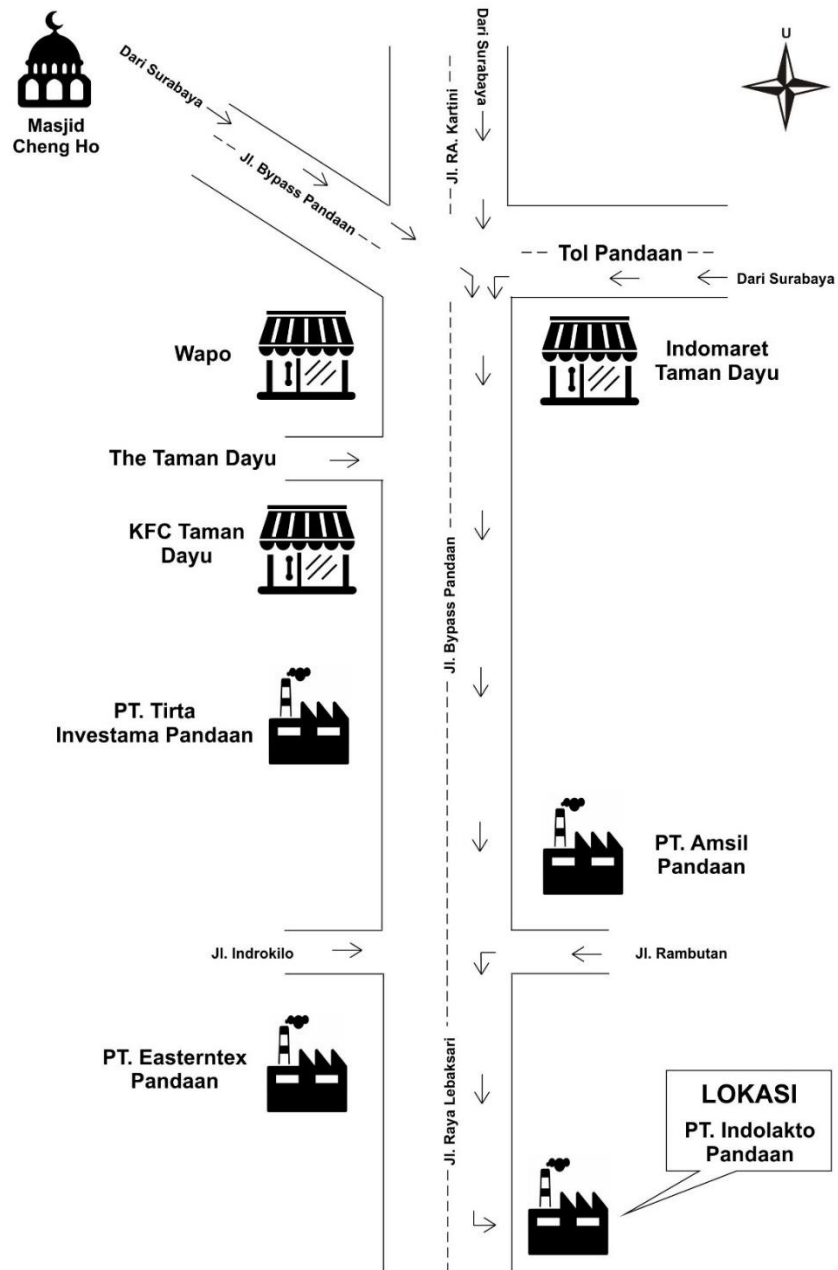 Dari Surabaya
Jl. RA. Kartini
Dari Surabaya
U
Masjid
Cheng Ho
Jl. Bypass Pandaan
Tol Pandaan
Dari Surabaya
Wapo
Indomaret
Taman Dayu
The Taman Dayu
KFC Taman
Dayu
Jl. Bypass Pandaan
PT. Tirta
Investama Pandaan
PT. Amsil
Pandaan
Jl. Indrokilo
Jl. Rambutan
PT. Easterntex
Pandaan
Jl. Raya Lebaksari
LOKASI
PT. Indolakto
Pandaan